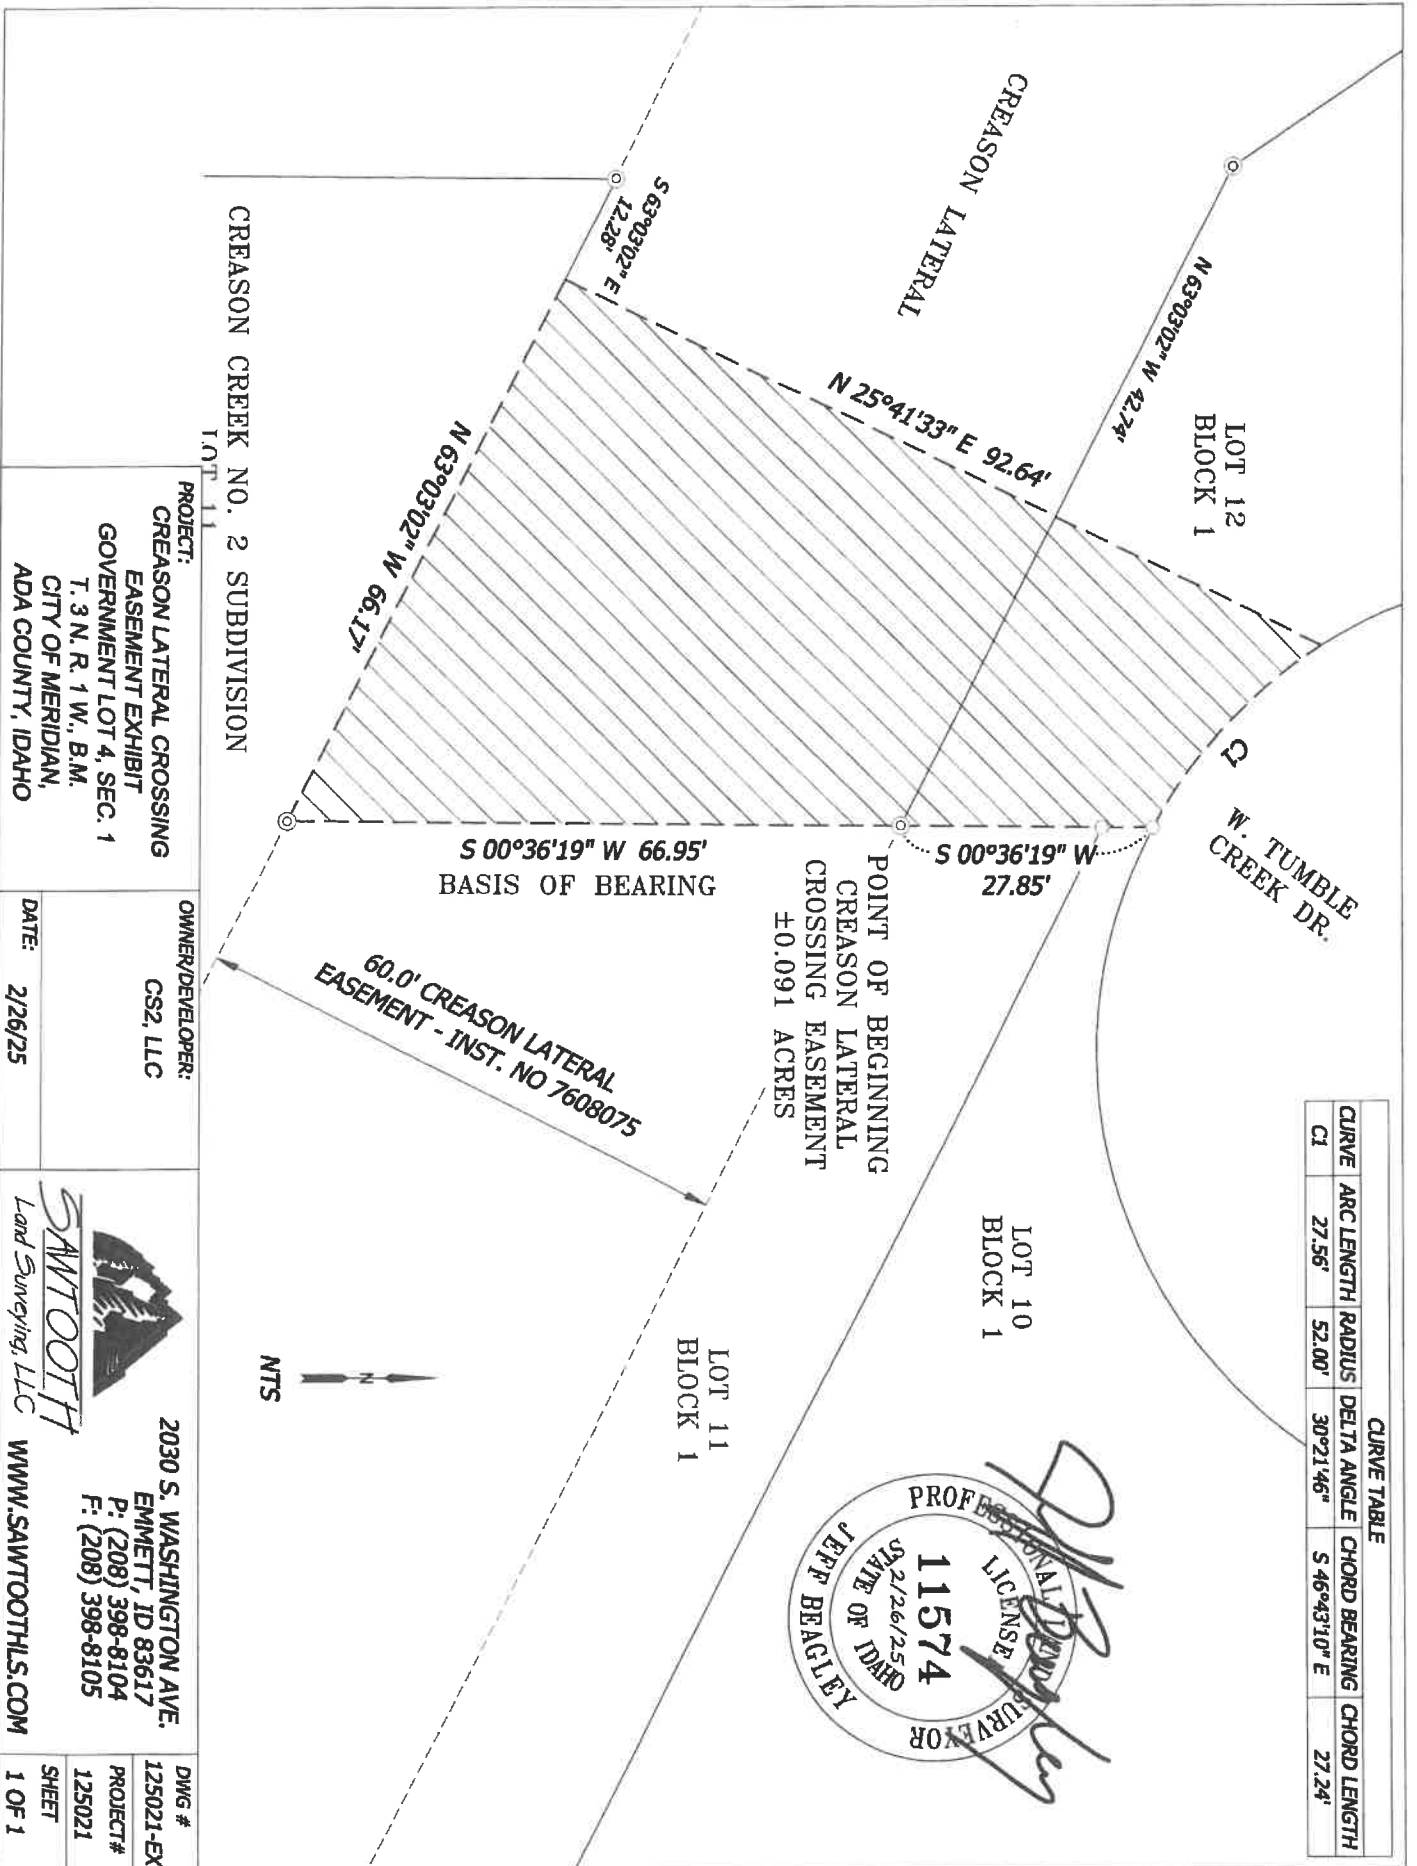 CURVE TABLE
CURVE ARC LENGTH RADIUS DELTA ANGLE CHORD BEARING CHORD LENGTH
C1 27.56' 52.00' 30°21'46" S 46°43'10" E 27.24'
CREASON LATERAL
N 63°03'02" W 42.74'
LOT 12
BLOCK 1
C1
W. TUMBLE
CREEK DR.
S 63°03'02" E
12.28'
N 25°41'33" E 92.64'
N 63°03'02" W 66.17'
S 00°36'19" W 66.95'
BASIS OF BEARING
S 00°36'19" W
27.85'
POINT OF BEGINNING
CREASON LATERAL
CROSSING EASEMENT
±0.091 ACRES
60.0' CREASON LATERAL
EASEMENT - INST. NO 7608075
LOT 10
BLOCK 1
LOT 11
BLOCK 1
CREASON CREEK NO. 2 SUBDIVISION
LOT 11
N
NTS
PROFESSIONAL LAND SURVEYOR
LICENSE
11574
2/26/25
STATE OF IDAHO
JEFF BEAGLEY
PROJECT:
CREASON LATERAL CROSSING
EASEMENT EXHIBIT
GOVERNMENT LOT 4, SEC. 1
T. 3 N. R. 1 W., B.M.
CITY OF MERIDIAN,
ADA COUNTY, IDAHO
OWNER/DEVELOPER:
CS2, LLC
DATE: 2/26/25
SAWTOOTH
Land Surveying, LLC
2030 S. WASHINGTON AVE.
EMMETT, ID 83617
P: (208) 398-8104
F: (208) 398-8105
WWW.SAWTOOTHLS.COM
DWG #
125021-EX
PROJECT#
125021
SHEET
1 OF 1